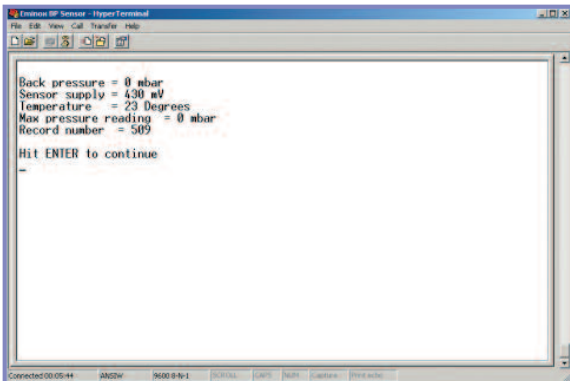 Eminox BP Sensor - HyperTerminal
File Edit View Call Transfer Help
Back pressure = 0 mbar
Sensor supply = 430 mV
Temperature = 23 Degrees
Max pressure reading = 0 mbar
Record number = 509
Hit ENTER to continue
Connected 00:05:44 ANSIW 9600 8-N-1 SCROLL CAPS NUM Capture Print echo